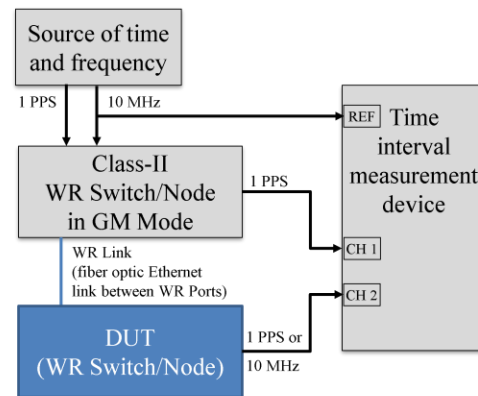 Source of time
and frequency
1 PPS
10 MHz
REF
Time
interval
measurement
device
Class-II
WR Switch/Node
in GM Mode
1 PPS
CH 1
WR Link
(fiber optic Ethernet
link between WR Ports)
CH 2
DUT
(WR Switch/Node)
1 PPS or
10 MHz